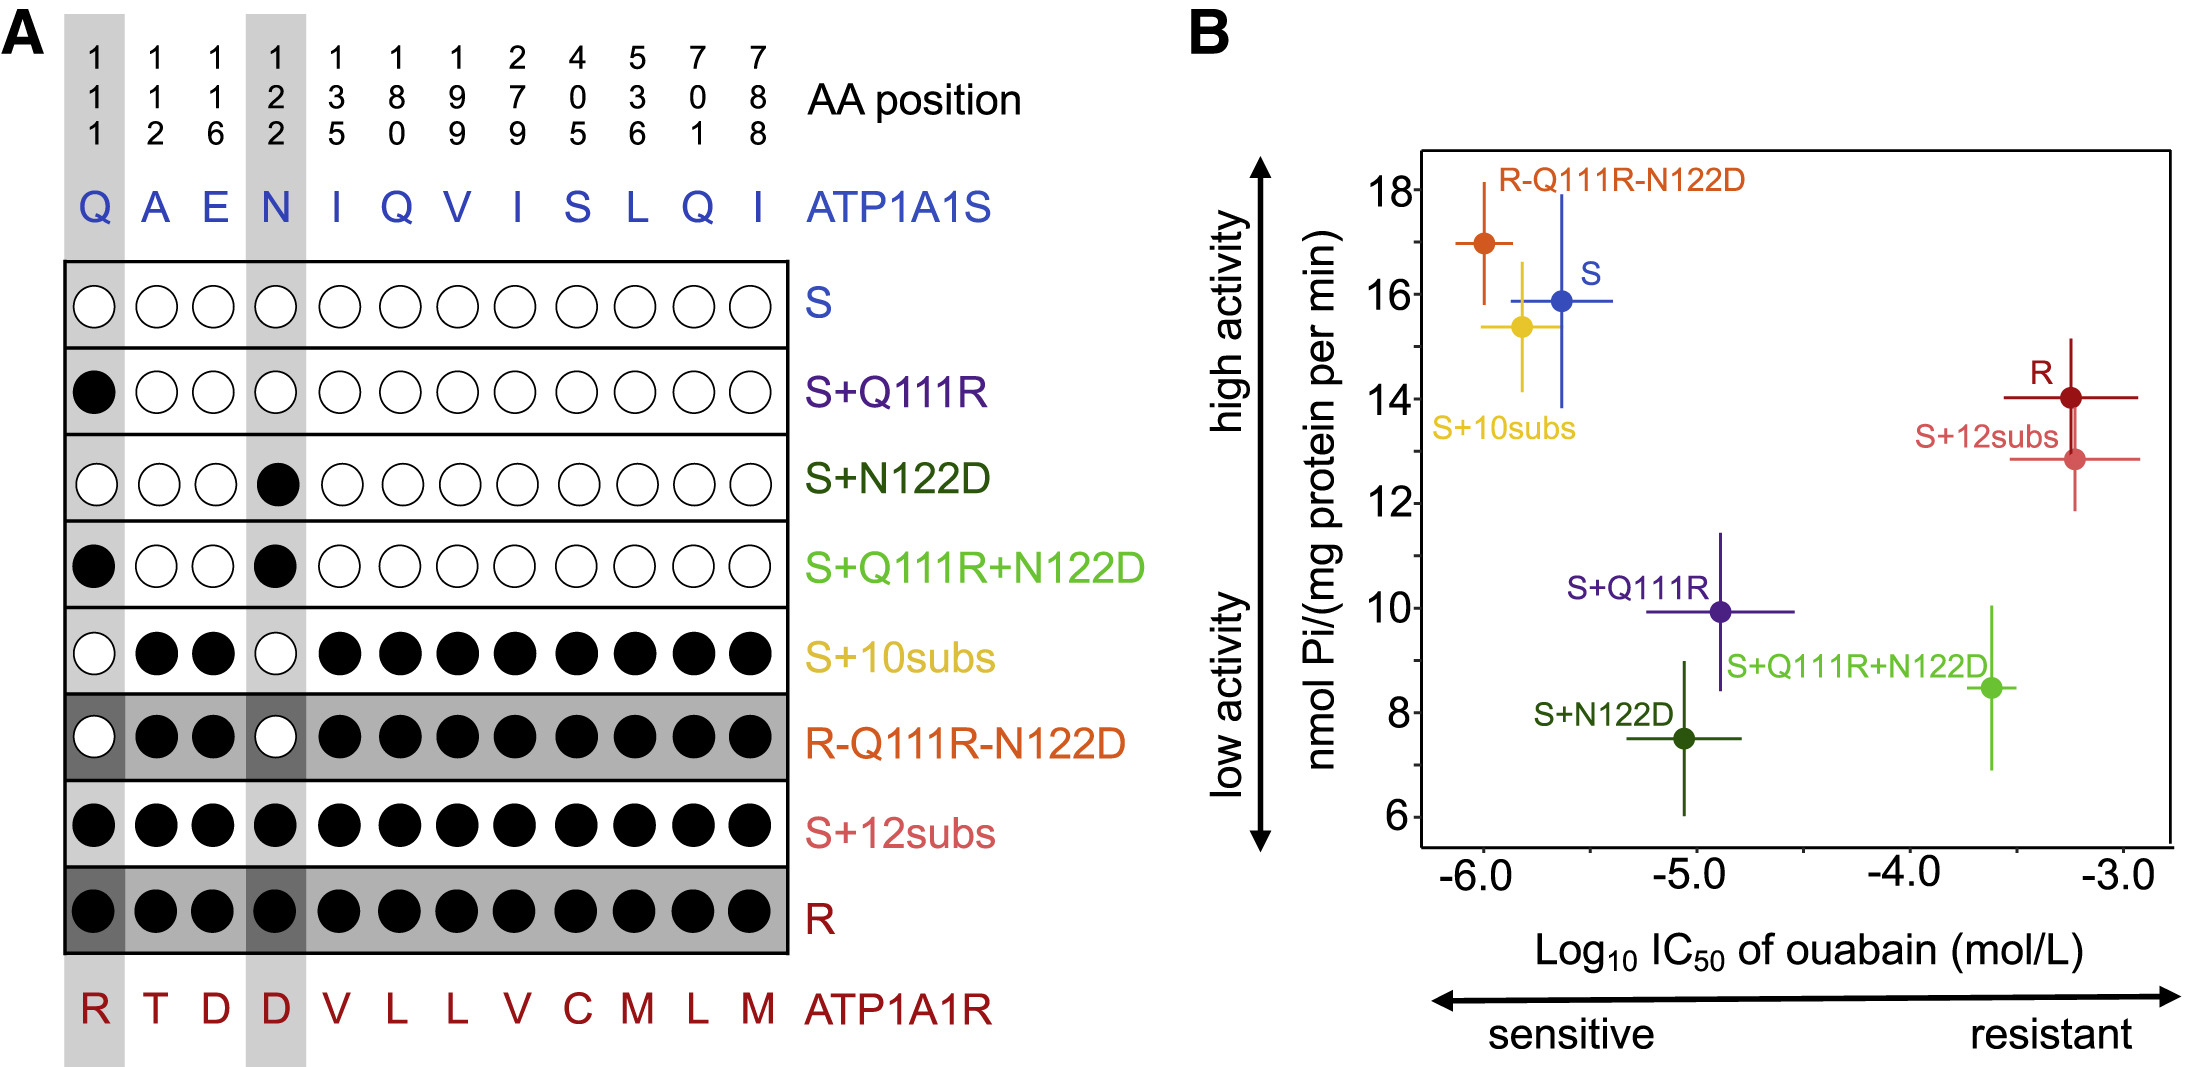 A
1 1 1 1 1 1 1 2 4 5 7 7
1 1 1 2 3 8 9 7 0 3 0 8
1 2 6 2 5 0 9 9 5 6 1 8
AA position
Q A E N I Q V I S L Q I ATP1A1S
S
S+Q111R
S+N122D
S+Q111R+N122D
S+10subs
R-Q111R-N122D
S+12subs
R
R T D D V L L V C M L M ATP1A1R
B
high activity
low activity
nmol Pi/(mg protein per min)
18
16
14
12
10
8
6
R-Q111R-N122D
S
S+10subs
R
S+12subs
S+Q111R
S+Q111R+N122D
S+N122D
-6.0 -5.0 -4.0 -3.0
Log10 IC50 of ouabain (mol/L)
sensitive resistant